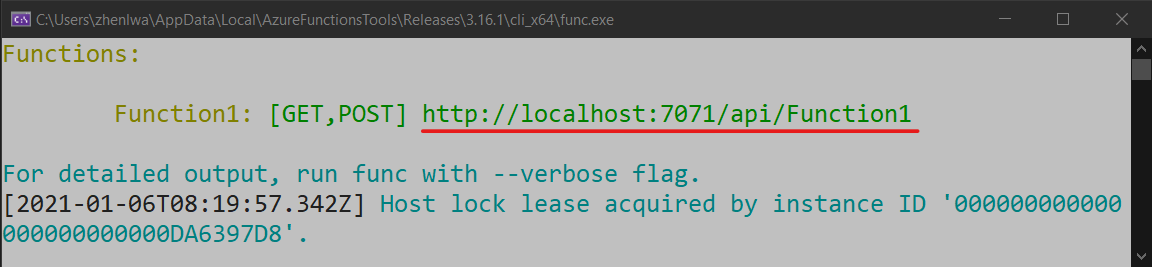 C:\Users\zhenlwa\AppData\Local\AzureFunctionsTools\Releases\3.16.1\cli_x64\func.exe
Functions:
Function1: [GET,POST] http://localhost:7071/api/Function1
For detailed output, run func with --verbose flag.
[2021-01-06T08:19:57.342Z] Host lock lease acquired by instance ID '000000000000
000000000000DA6397D8'.